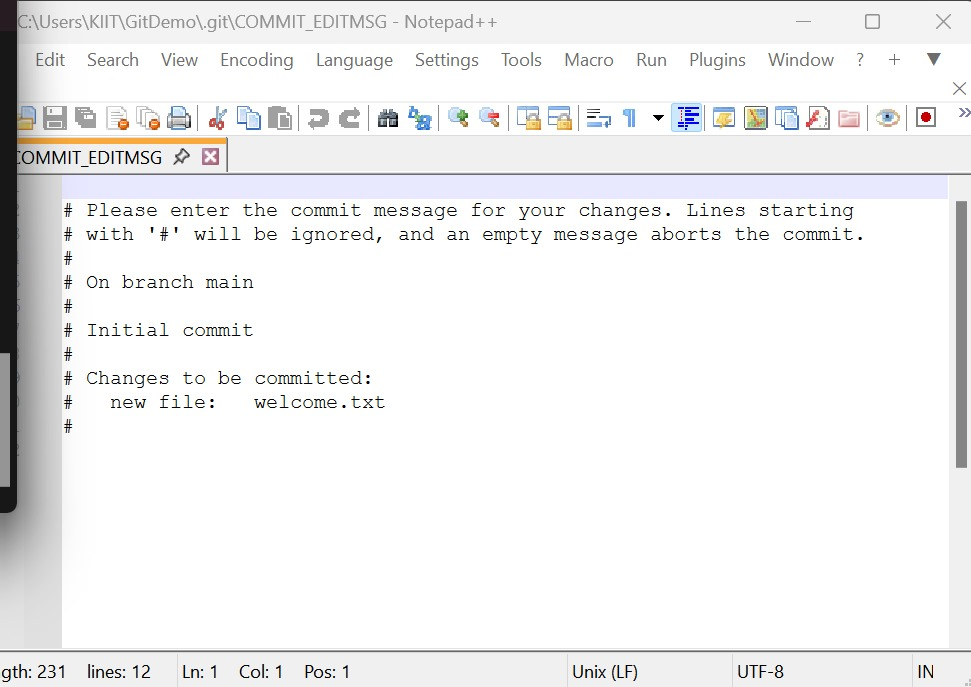 C:\Users\KIIT\GitDemo\.git\COMMIT_EDITMSG - Notepad++
Edit Search View Encoding Language Settings Tools Macro Run Plugins Window ? +
COMMIT_EDITMSG
# Please enter the commit message for your changes. Lines starting
# with '#' will be ignored, and an empty message aborts the commit.
#
# On branch main
#
# Initial commit
#
# Changes to be committed:
#   new file:   welcome.txt
#
gth: 231 lines: 12 Ln: 1 Col: 1 Pos: 1 Unix (LF) UTF-8 IN